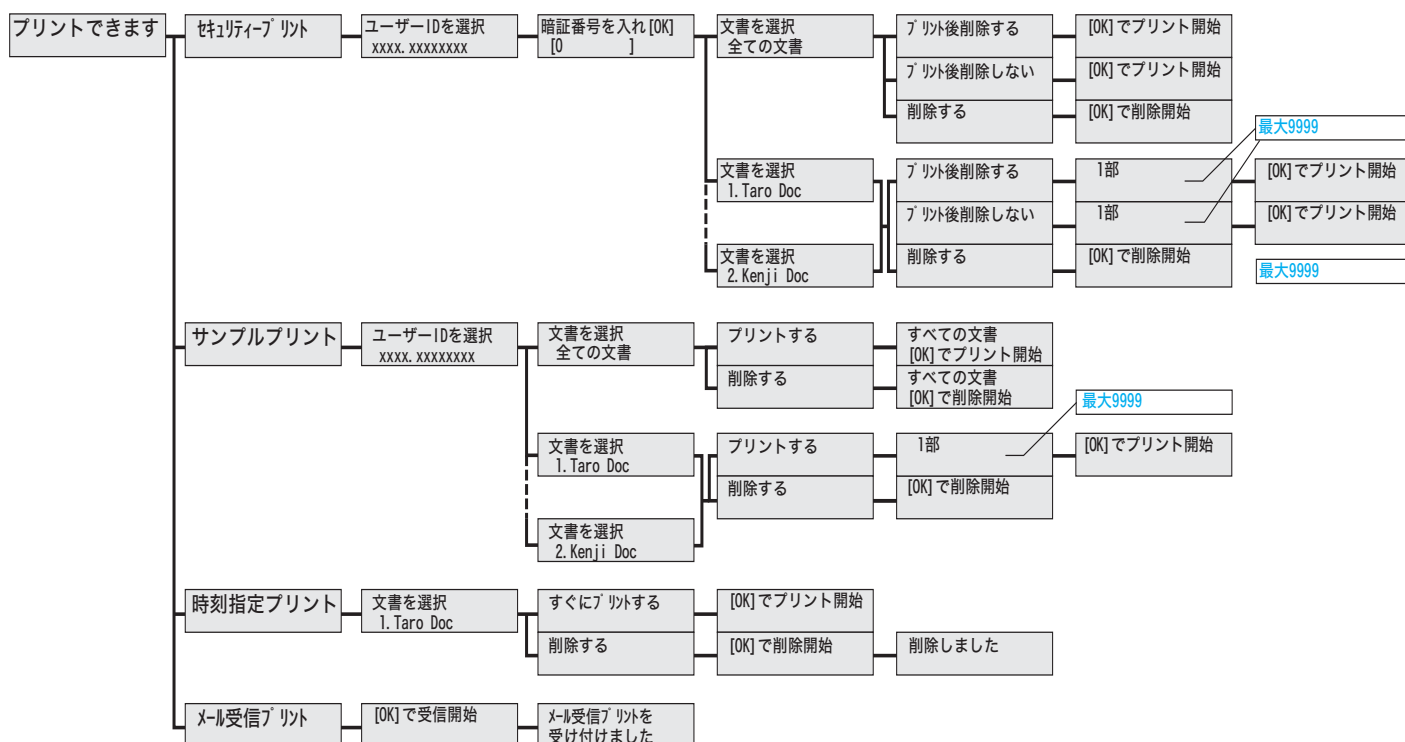 プリントできます
セキュリティープリント
ユーザーIDを選択
xxxx.xxxxxxxx
暗証番号を入れ[OK]
[0 ]
文書を選択
全ての文書
プリント後削除する
[OK]でプリント開始
プリント後削除しない
[OK]でプリント開始
削除する
[OK]で削除開始
最大9999
文書を選択
1.Taro Doc
プリント後削除する
1部
[OK]でプリント開始
プリント後削除しない
1部
[OK]でプリント開始
文書を選択
2.Kenji Doc
削除する
[OK]で削除開始
最大9999
サンプルプリント
ユーザーIDを選択
xxxx.xxxxxxxx
文書を選択
全ての文書
プリントする
すべての文書
[OK]でプリント開始
削除する
すべての文書
[OK]で削除開始
最大9999
文書を選択
1.Taro Doc
プリントする
1部
[OK]でプリント開始
削除する
[OK]で削除開始
文書を選択
2.Kenji Doc
時刻指定プリント
文書を選択
1.Taro Doc
すぐにプリントする
[OK]でプリント開始
削除する
[OK]で削除開始
削除しました
メール受信プリント
[OK]で受信開始
メール受信プリントを
受け付けました